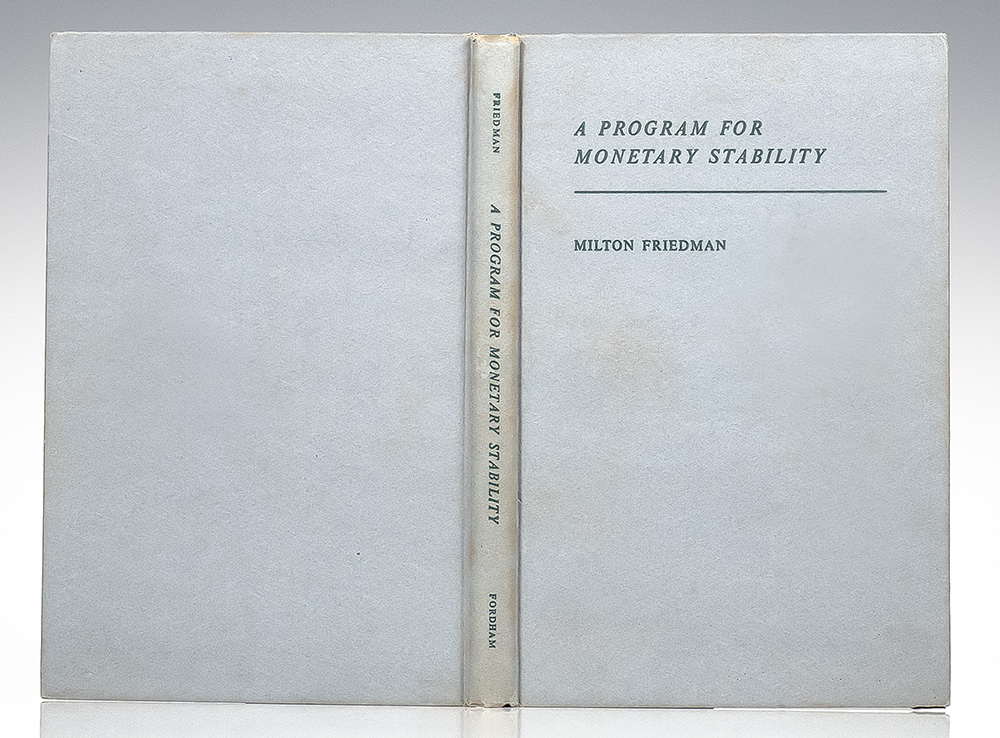 FRIEDMAN
A PROGRAM FOR MONETARY STABILITY
FORDHAM
A PROGRAM FOR
MONETARY STABILITY
MILTON FRIEDMAN